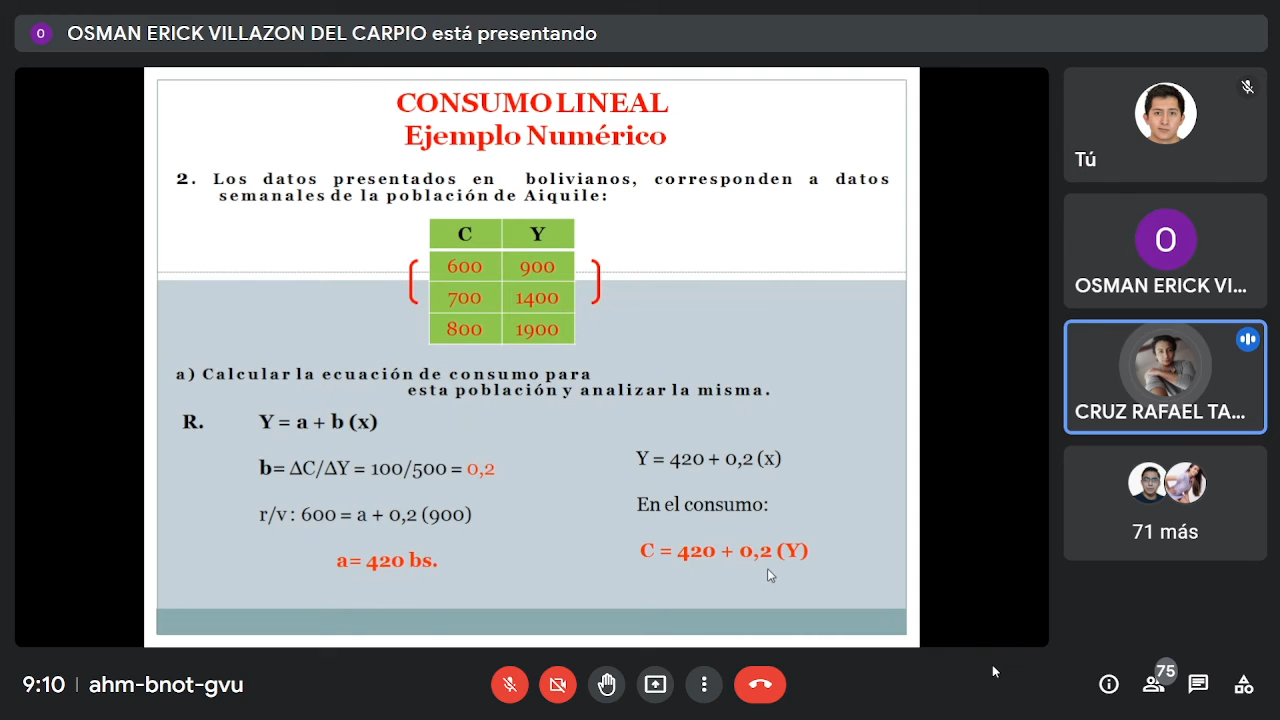 O OSMAN ERICK VILLAZON DEL CARPIO está presentando
CONSUMO LINEAL
Ejemplo Numérico
2. Los datos presentados en bolivianos, corresponden a datos
semanales de la población de Aiquile:
C Y
600 900
700 1400
800 1900
a) Calcular la ecuación de consumo para
esta población y analizar la misma.
R. Y = a + b (x)
b= ΔC/ΔY = 100/500 = 0,2
r/v : 600 = a + 0,2 (900)
a= 420 bs.
Y = 420 + 0,2 (x)
En el consumo:
C = 420 + 0,2 (Y)
Tú
O
OSMAN ERICK VI...
CRUZ RAFAEL TA...
71 más
9:10 | ahm-bnot-gvu
75